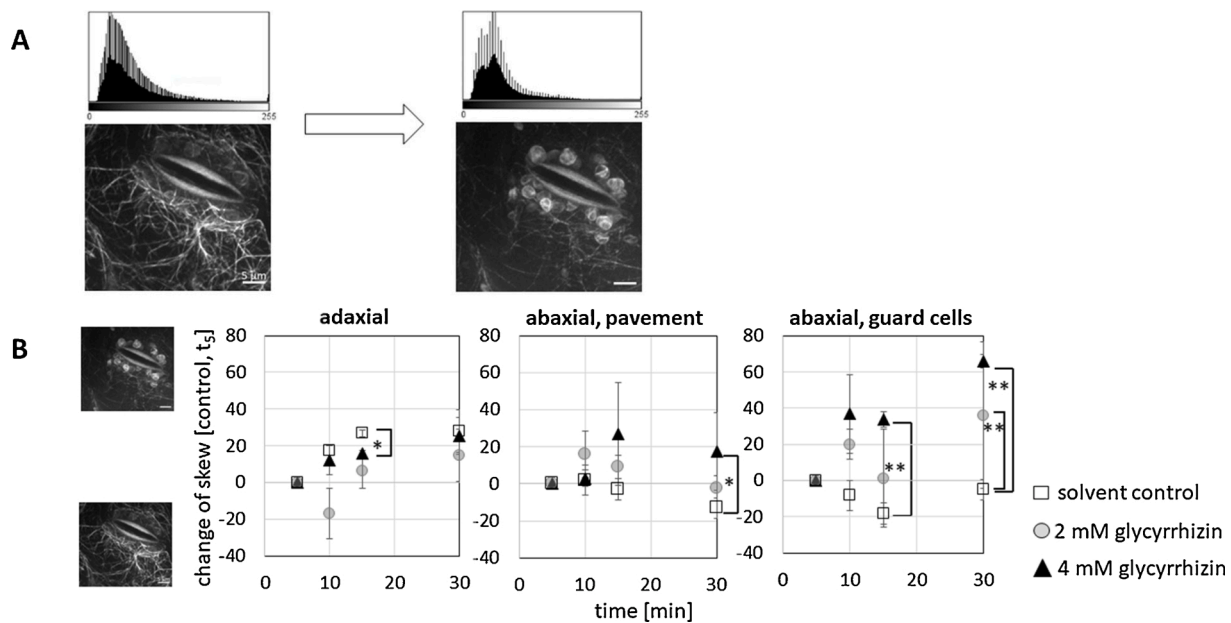 A
0 255
0 255
5 µm
B
adaxial
abaxial, pavement
abaxial, guard cells
change of skew [control, t5]
80
60
40
20
0
-20
-40
80
60
40
20
0
-20
-40
80
60
40
20
0
-20
-40
*
*
**
**
**
0 10 20 30
0 10 20 30
0 10 20 30
time [min]
solvent control
2 mM glycyrrhizin
4 mM glycyrrhizin